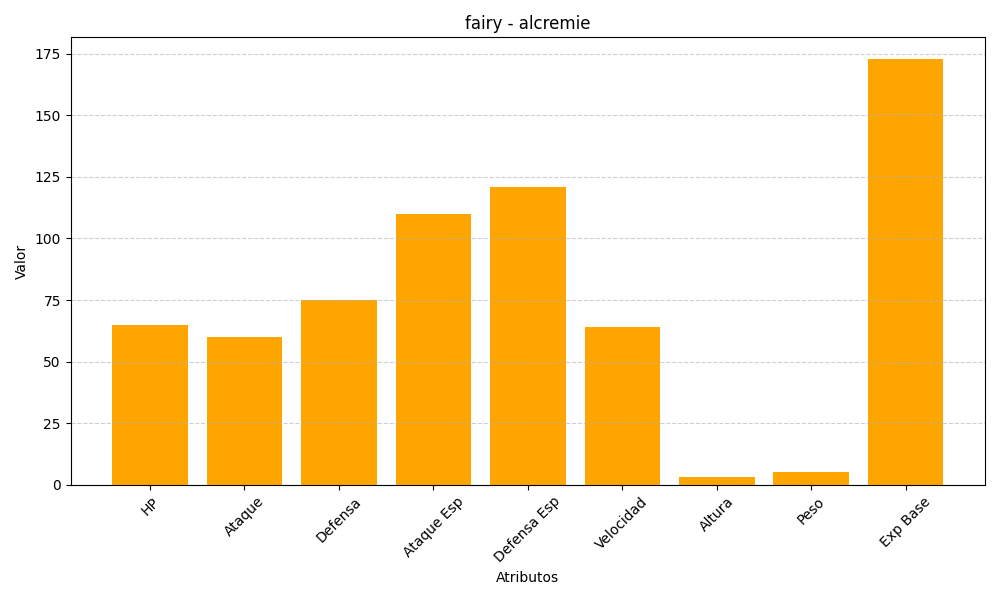 fairy - alcremie
Valor
175
150
125
100
75
50
25
0
HP
Ataque
Defensa
Ataque Esp
Defensa Esp
Velocidad
Altura
Peso
Exp Base
Atributos